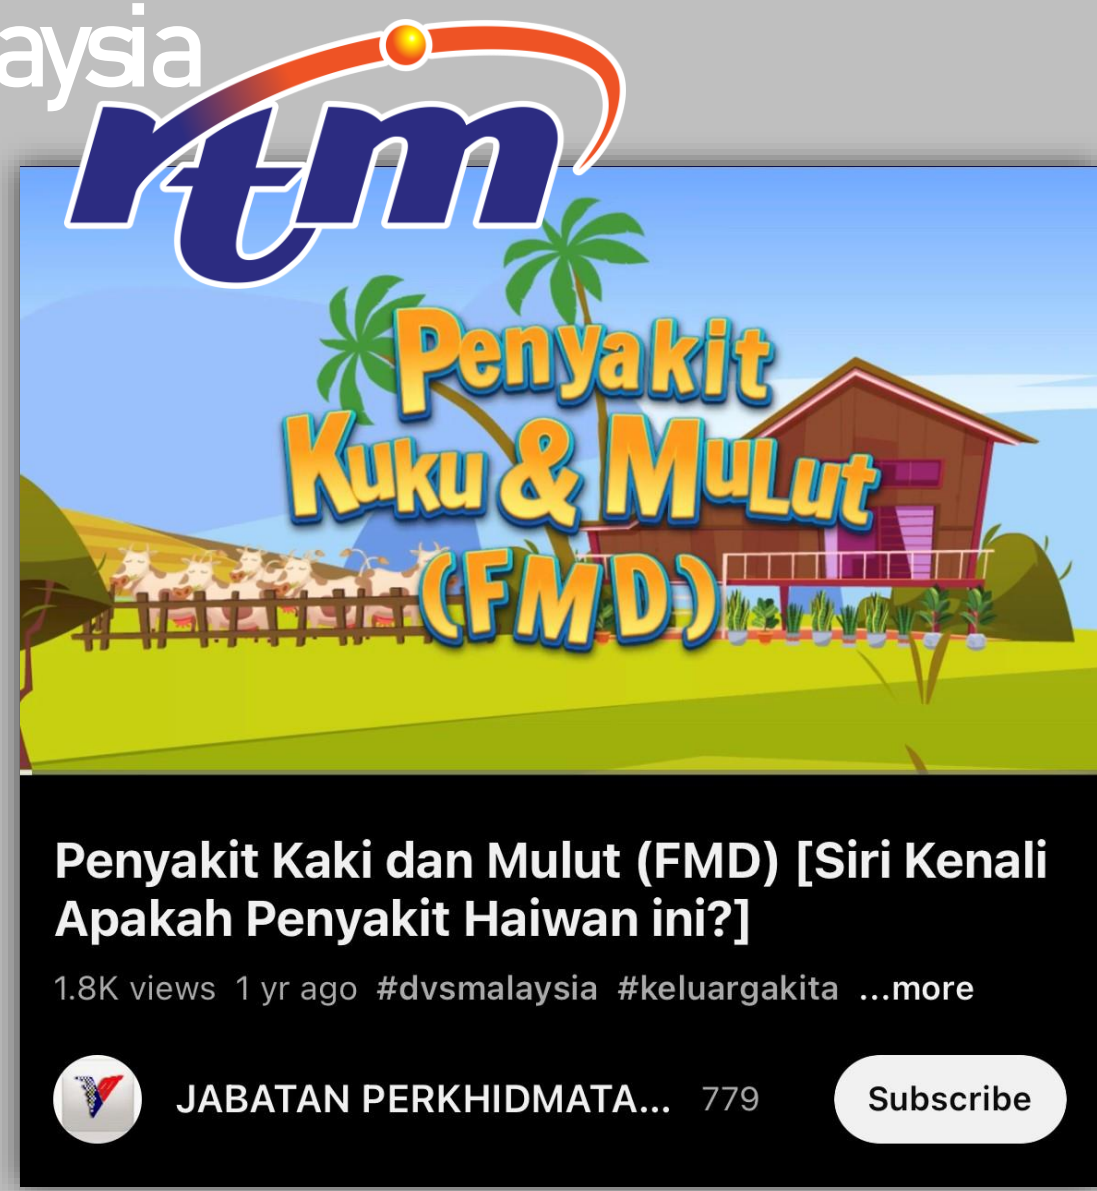 aysia
rtm
Penyakit
Kuku & Mulut
(FMD)
Penyakit Kaki dan Mulut (FMD) [Siri Kenali
Apakah Penyakit Haiwan ini?]
1.8K views 1 yr ago #dvsmalaysia #keluargakita ...more
JABATAN PERKHIDMATA... 779 Subscribe